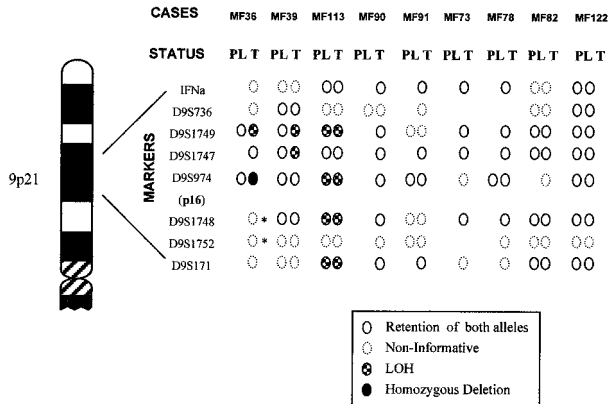 CASES MF36 MF39 MF113 MF90 MF91 MF73 MF78 MF82 MF122
STATUS PL T PL T PL T PL T PL T PL T PL T PL T PL T
IFNa
D9S736
D9S1749
D9S1747
D9S974
(p16)
D9S1748 *
D9S1752 *
D9S171
MARKERS
9p21
Retention of both alleles
Non-Informative
LOH
Homozygous Deletion